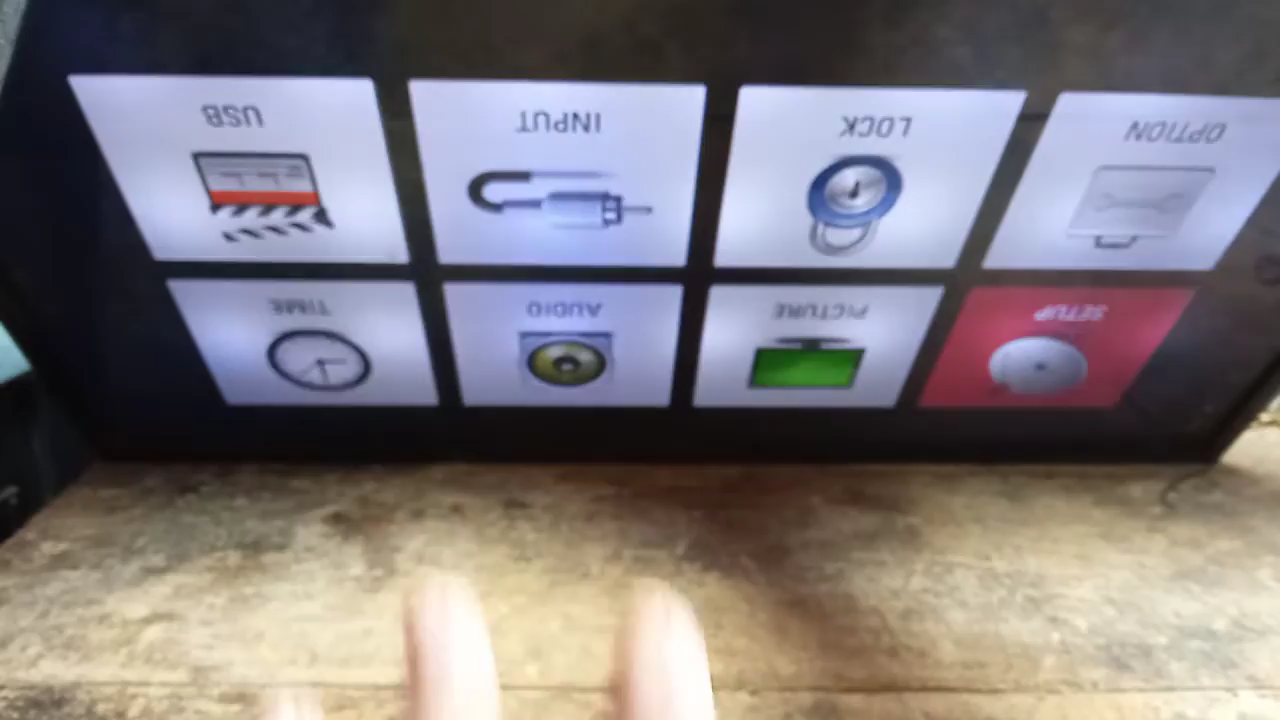 SETUP
PICTURE
AUDIO
TIME
OPTION
LOCK
INPUT
USB